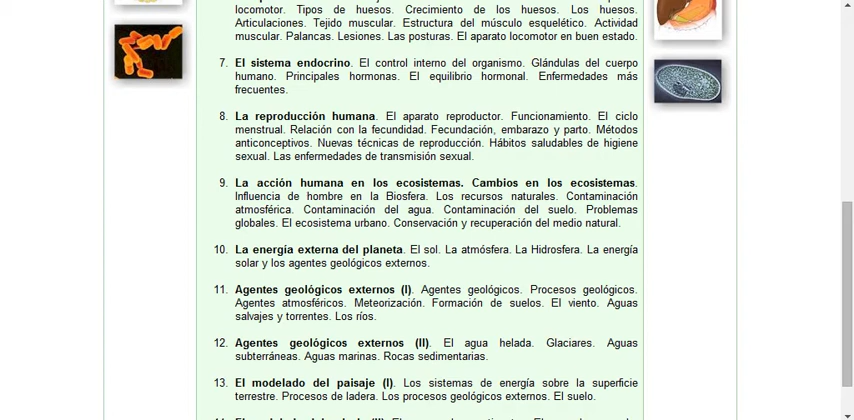 locomotor. Tipos de huesos. Crecimiento de los huesos. Los huesos.
Articulaciones. Tejido muscular. Estructura del músculo esquelético. Actividad
muscular. Palancas. Lesiones. Las posturas. El aparato locomotor en buen estado.
7. El sistema endocrino. El control interno del organismo. Glándulas del cuerpo
humano. Principales hormonas. El equilibrio hormonal. Enfermedades más
frecuentes.
8. La reproducción humana. El aparato reproductor. Funcionamiento. El ciclo
menstrual. Relación con la fecundidad. Fecundación, embarazo y parto. Métodos
anticonceptivos. Nuevas técnicas de reproducción. Hábitos saludables de higiene
sexual. Las enfermedades de transmisión sexual.
9. La acción humana en los ecosistemas. Cambios en los ecosistemas.
Influencia de hombre en la Biosfera. Los recursos naturales. Contaminación
atmosférica. Contaminación del agua. Contaminación del suelo. Problemas
globales. El ecosistema urbano. Conservación y recuperación del medio natural.
10. La energía externa del planeta. El sol. La atmósfera. La Hidrosfera. La energía
solar y los agentes geológicos externos.
11. Agentes geológicos externos (I). Agentes geológicos. Procesos geológicos.
Agentes atmosféricos. Meteorización. Formación de suelos. El viento. Aguas
salvajes y torrentes. Los ríos.
12. Agentes geológicos externos (II). El agua helada. Glaciares. Aguas
subterráneas. Aguas marinas. Rocas sedimentarias.
13. El modelado del paisaje (I). Los sistemas de energía sobre la superficie
terrestre. Procesos de ladera. Los procesos geológicos externos. El suelo.